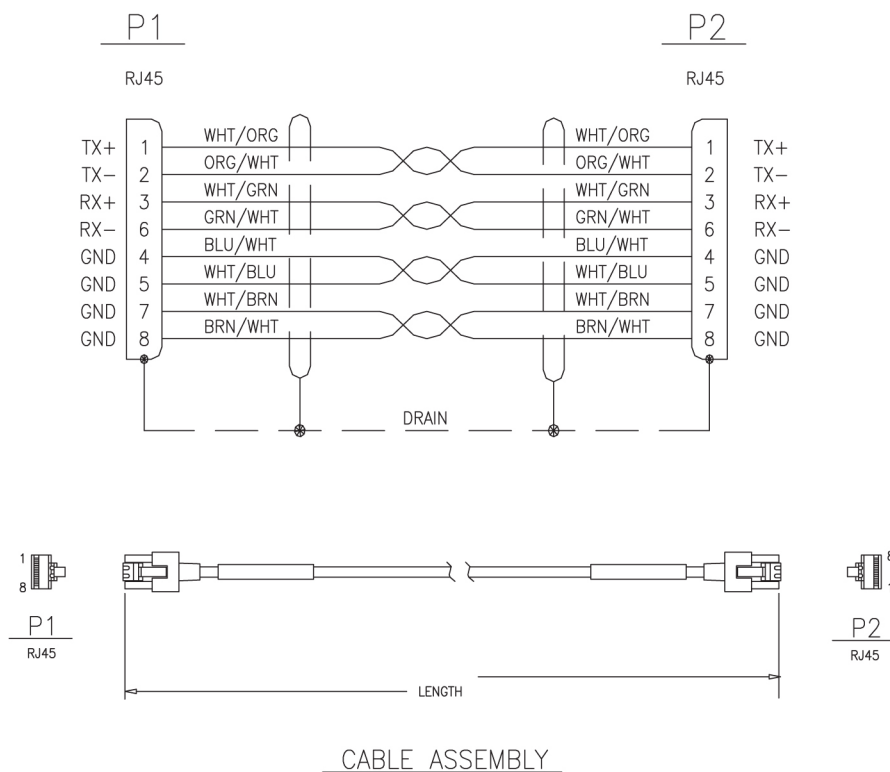 P1 P2
RJ45 RJ45
TX+ 1 WHT/ORG WHT/ORG 1 TX+
TX- 2 ORG/WHT ORG/WHT 2 TX-
RX+ 3 WHT/GRN WHT/GRN 3 RX+
RX- 6 GRN/WHT GRN/WHT 6 RX-
GND 4 BLU/WHT BLU/WHT 4 GND
GND 5 WHT/BLU WHT/BLU 5 GND
GND 7 WHT/BRN WHT/BRN 7 GND
GND 8 BRN/WHT BRN/WHT 8 GND
DRAIN
1 8
8
P1 P2
RJ45 RJ45
LENGTH
CABLE ASSEMBLY